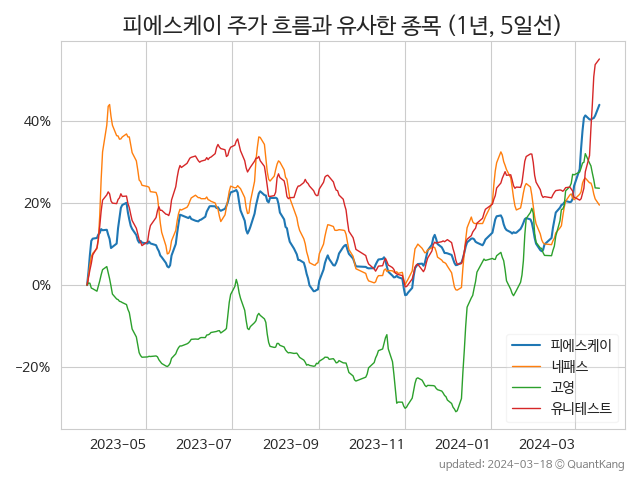 피에스케이 주가 흐름과 유사한 종목 (1년, 5일선)
40%
20%
0%
−20%
피에스케이
네패스
고영
유니테스트
2023-05
2023-07
2023-09
2023-11
2024-01
2024-03
updated: 2024-03-18 © QuantKang